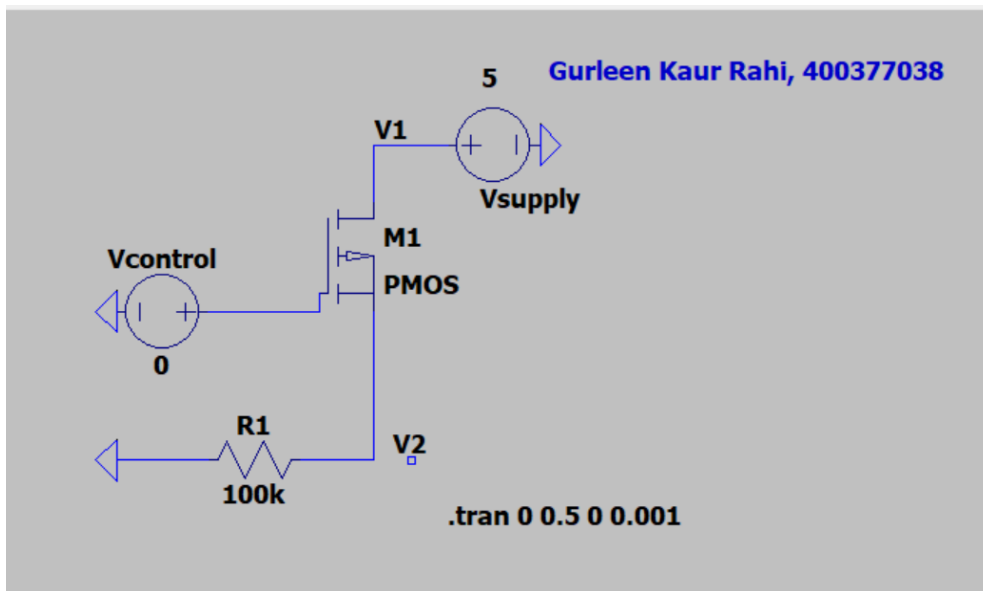 5
Gurleen Kaur Rahi, 400377038
V1
Vsupply
M1
Vcontrol
PMOS
0
R1
V2
100k
.tran 0 0.5 0 0.001